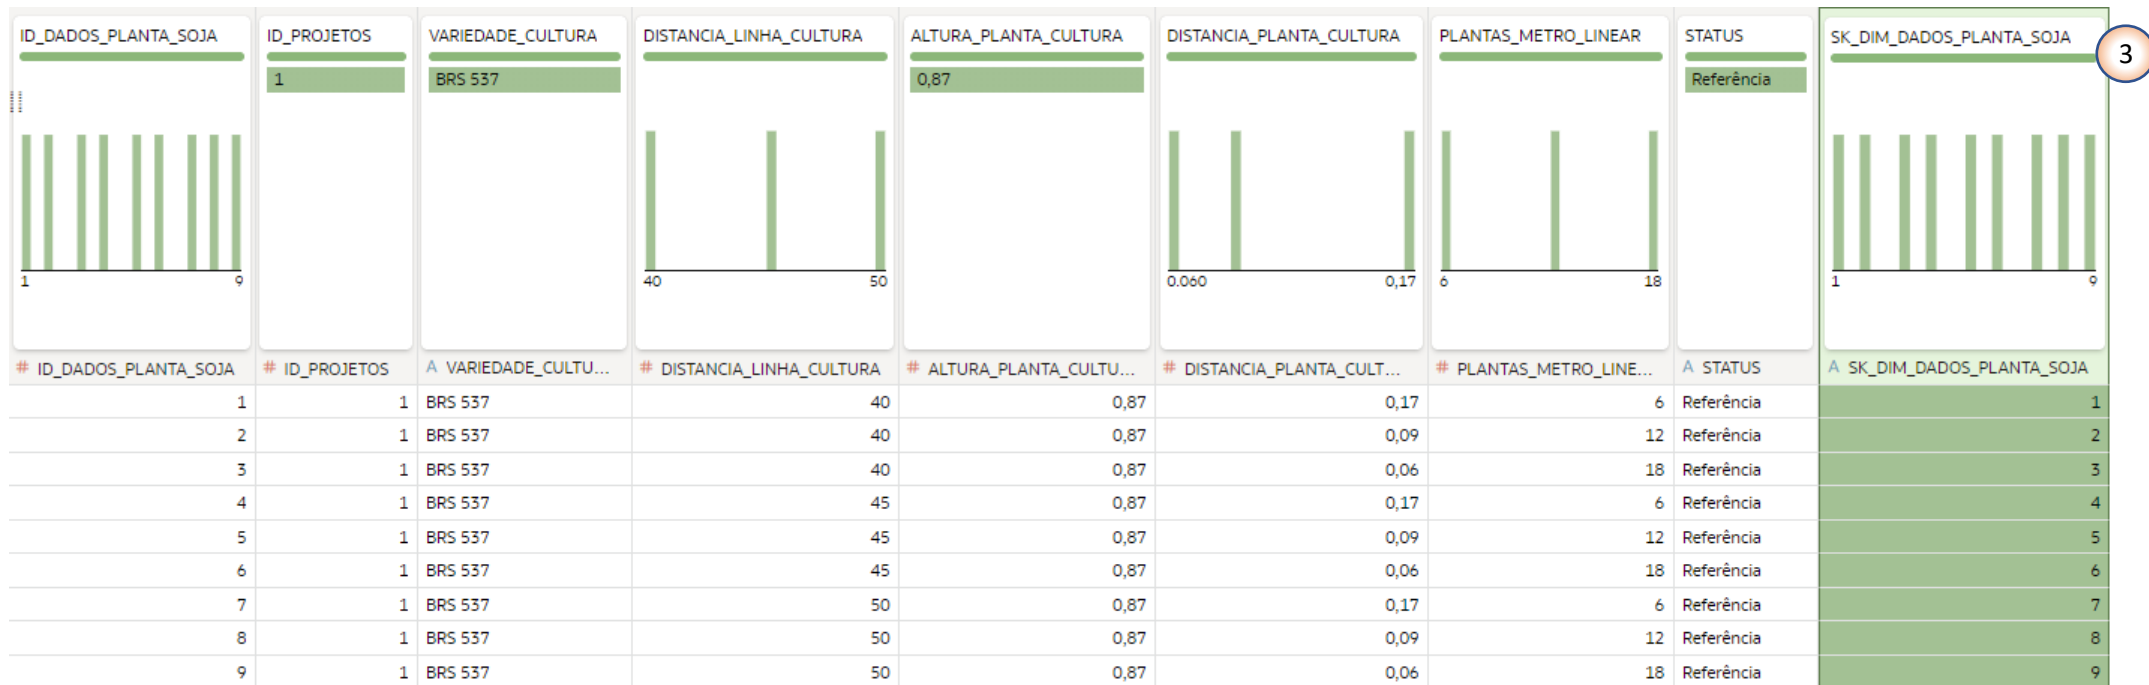 ID_DADOS_PLANTA_SOJA ID_PROJETOS VARIEDADE_CULTURA DISTANCIA_LINHA_CULTURA ALTURA_PLANTA_CULTURA DISTANCIA_PLANTA_CULTURA PLANTAS_METRO_LINEAR STATUS SK_DIM_DADOS_PLANTA_SOJA 3
1 BRS 537 0,87 Referência
1 9 40 50 0.060 0,17 6 18 1 9
# ID_DADOS_PLANTA_SOJA # ID_PROJETOS A VARIEDADE_CULTU... # DISTANCIA_LINHA_CULTURA # ALTURA_PLANTA_CULTU... # DISTANCIA_PLANTA_CULT... # PLANTAS_METRO_LINE... A STATUS A SK_DIM_DADOS_PLANTA_SOJA
1 1 BRS 537 40 0,87 0,17 6 Referência 1
2 1 BRS 537 40 0,87 0,09 12 Referência 2
3 1 BRS 537 40 0,87 0,06 18 Referência 3
4 1 BRS 537 45 0,87 0,17 6 Referência 4
5 1 BRS 537 45 0,87 0,09 12 Referência 5
6 1 BRS 537 45 0,87 0,06 18 Referência 6
7 1 BRS 537 50 0,87 0,17 6 Referência 7
8 1 BRS 537 50 0,87 0,09 12 Referência 8
9 1 BRS 537 50 0,87 0,06 18 Referência 9